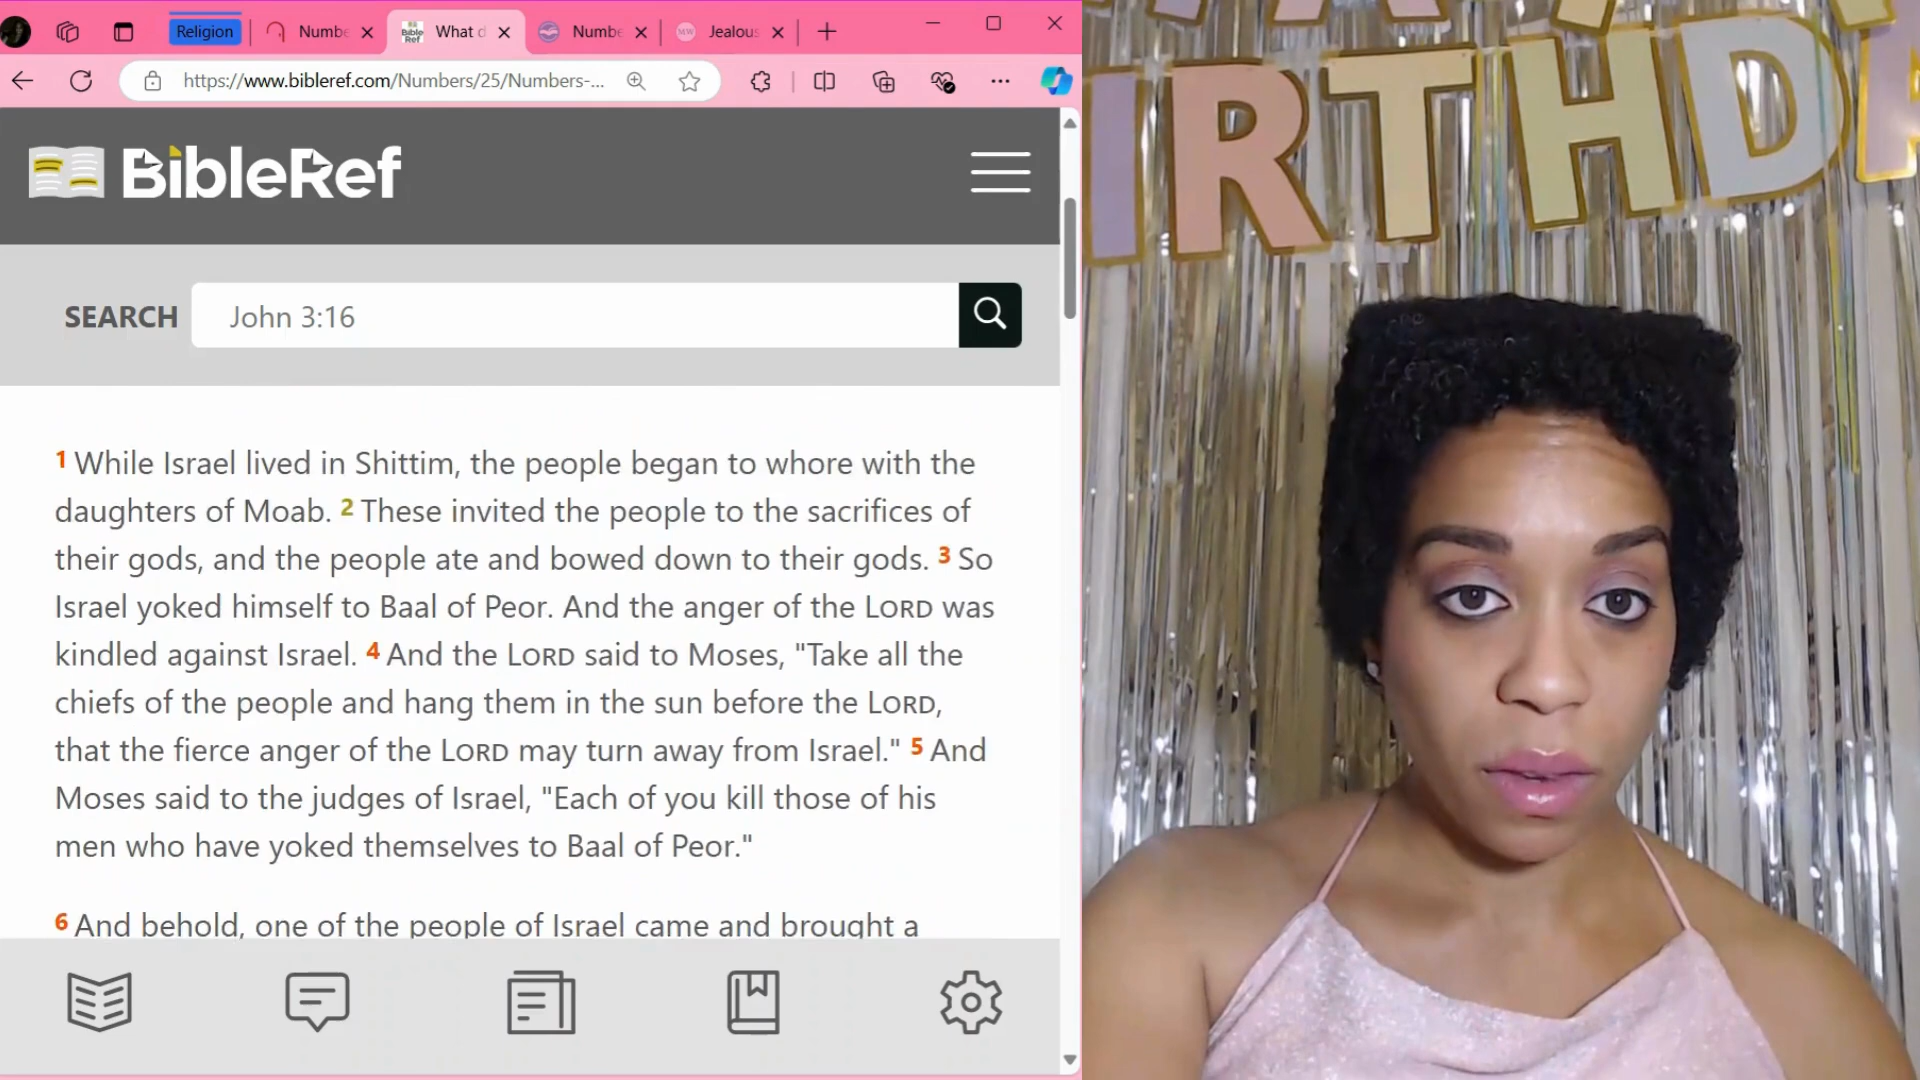 Religion
Numbe
What d
Numbe
Jealous
https://www.bibleref.com/Numbers/25/Numbers-...
BibleRef
SEARCH
John 3:16
1 While Israel lived in Shittim, the people began to whore with the
daughters of Moab. 2 These invited the people to the sacrifices of
their gods, and the people ate and bowed down to their gods. 3 So
Israel yoked himself to Baal of Peor. And the anger of the LORD was
kindled against Israel. 4 And the LORD said to Moses, "Take all the
chiefs of the people and hang them in the sun before the LORD,
that the fierce anger of the LORD may turn away from Israel." 5 And
Moses said to the judges of Israel, "Each of you kill those of his
men who have yoked themselves to Baal of Peor."
6 And behold, one of the people of Israel came and brought a
IRTHD